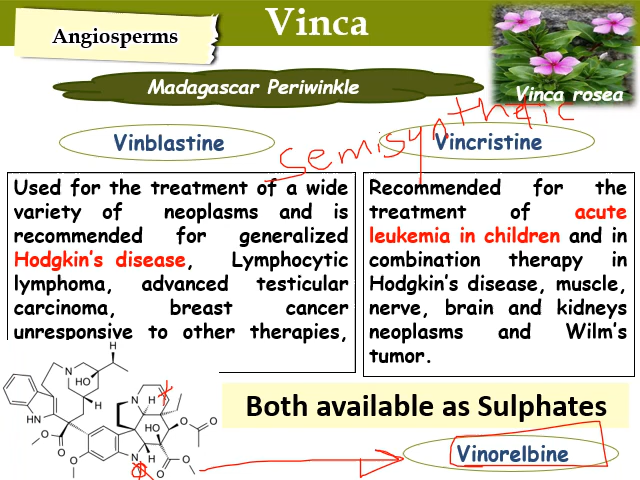 Vinca
Angiosperms
Madagascar Periwinkle
Vinca rosea
semisynthetic
Vinblastine
Vincristine
Used for the treatment of a wide
variety of neoplasms and is
recommended for generalized
Hodgkin's disease, Lymphocytic
lymphoma, advanced testicular
carcinoma, breast cancer
unresponsive to other therapies,
Recommended for the
treatment of acute
leukemia in children and in
combination therapy in
Hodgkin's disease, muscle,
nerve, brain and kidneys
neoplasms and Wilm's
tumor.
N
HO
H
H
HN
O
O
O
N
H
HO
O
O
N
H
O
O
O
Both available as Sulphates
Vinorelbine